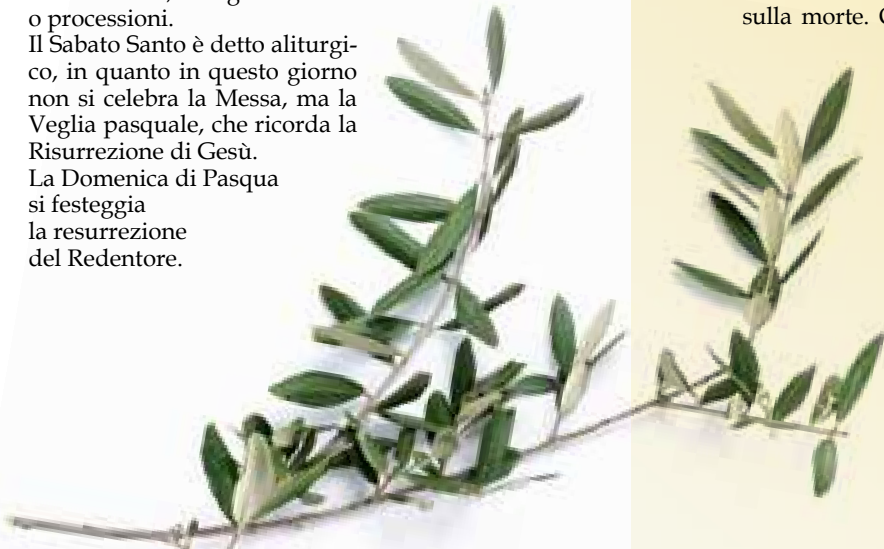 o processioni.
Il Sabato Santo è detto aliturgi-
co, in quanto in questo giorno
non si celebra la Messa, ma la
Veglia pasquale, che ricorda la
Risurrezione di Gesù.
La Domenica di Pasqua
si festeggia
la resurrezione
del Redentore.
sulla morte.